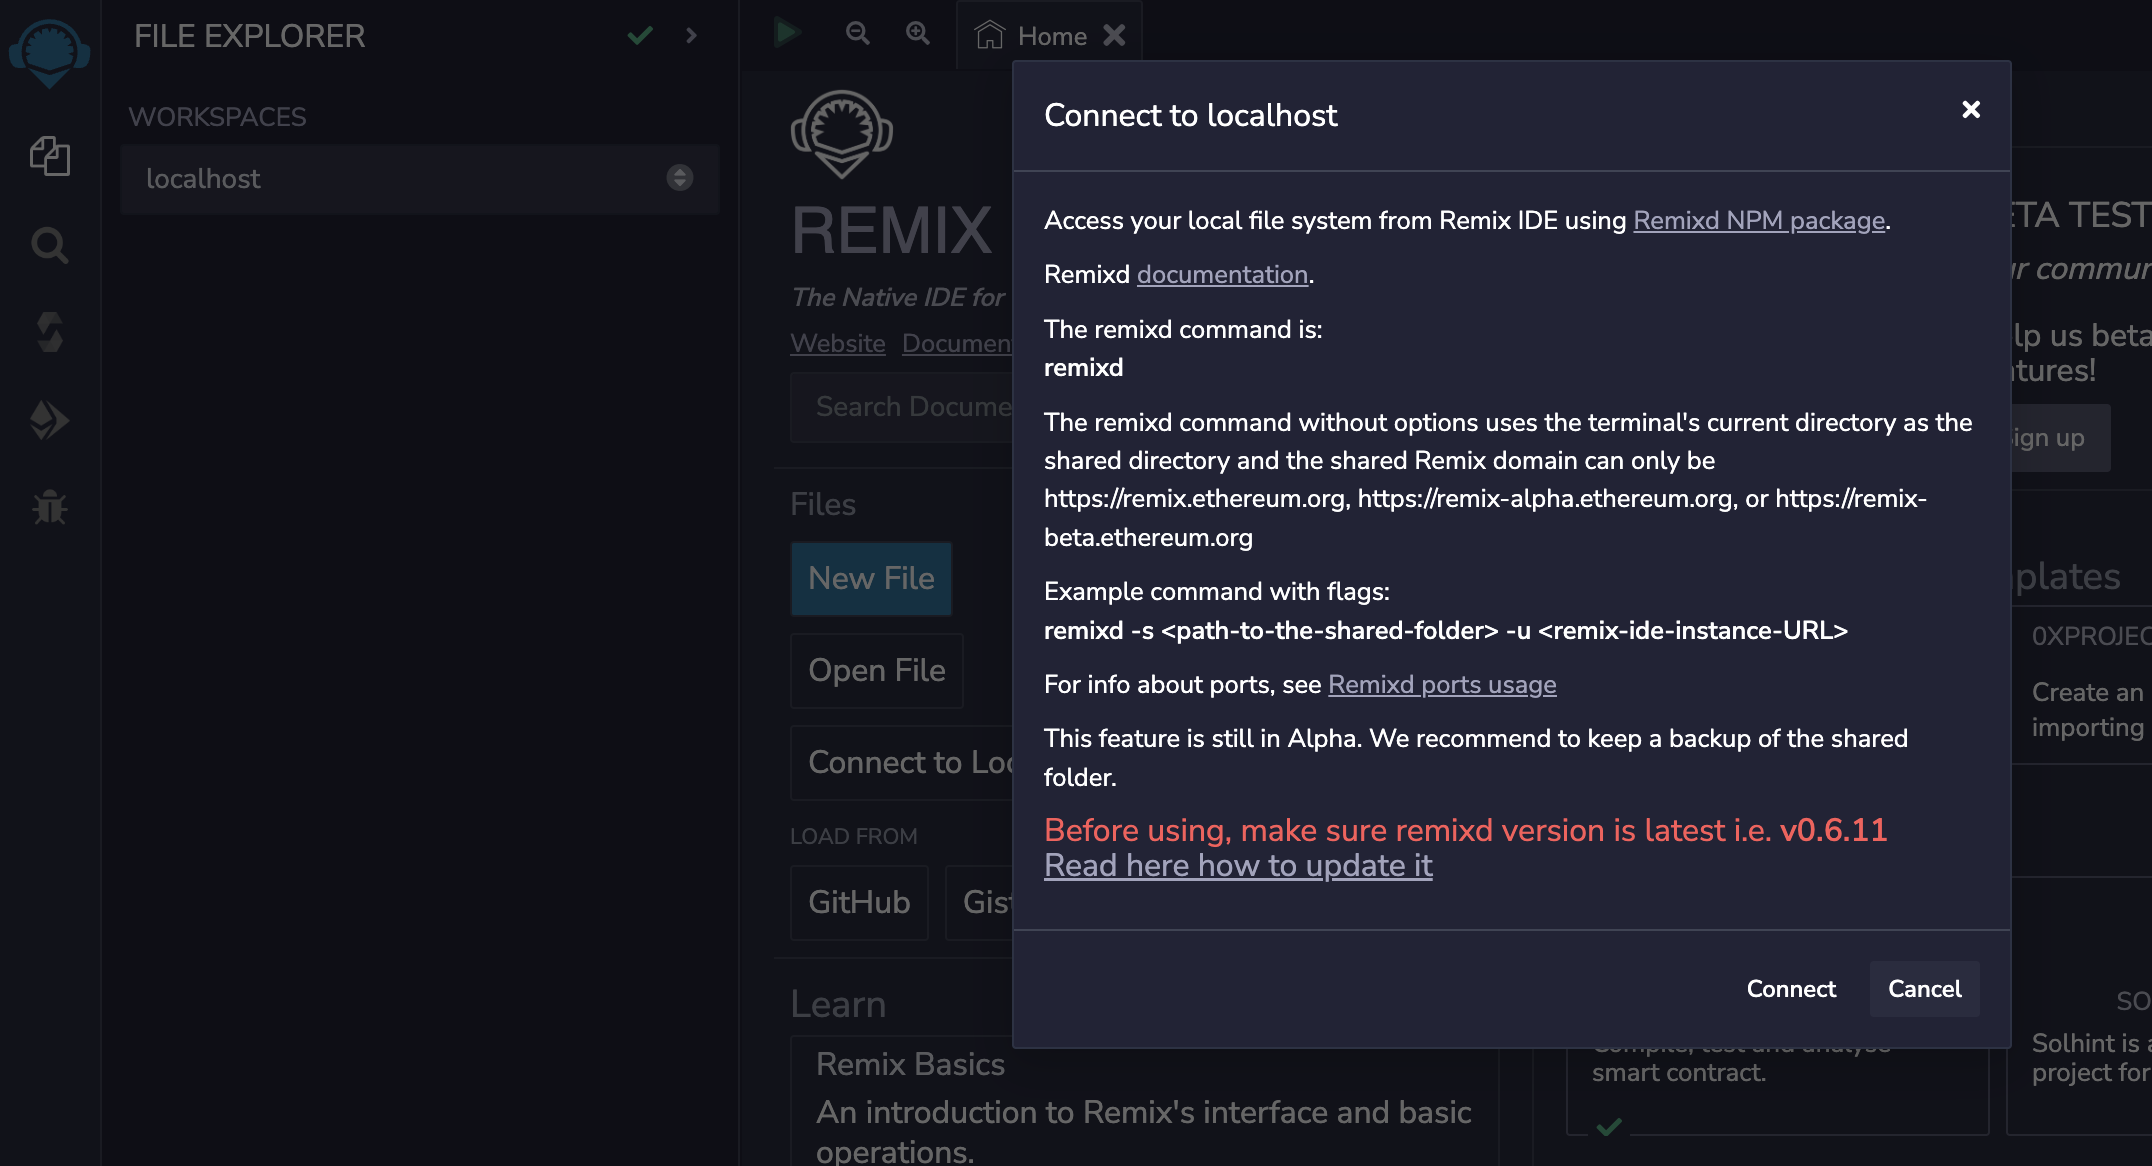 FILE EXPLORER
WORKSPACES
localhost
Home
REMIX
The Native IDE for
Website Documen
Search Docume
Files
New File
Open File
Connect to Loc
LOAD FROM
GitHub Gist
Learn
Remix Basics
An introduction to Remix's interface and basic
operations.
Connect to localhost
Access your local file system from Remix IDE using Remixd NPM package.
Remixd documentation.
The remixd command is:
remixd
The remixd command without options uses the terminal's current directory as the
shared directory and the shared Remix domain can only be
https://remix.ethereum.org, https://remix-alpha.ethereum.org, or https://remix-
beta.ethereum.org
Example command with flags:
remixd -s <path-to-the-shared-folder> -u <remix-ide-instance-URL>
For info about ports, see Remixd ports usage
This feature is still in Alpha. We recommend to keep a backup of the shared
folder.
Before using, make sure remixd version is latest i.e. v0.6.11
Read here how to update it
Connect Cancel
ETA TEST
r commun
lp us beta
tures!
ign up
plates
0XPROJEC
Create an
importing
Compile, test and analyse
smart contract.
SO
Solhint is a
project for